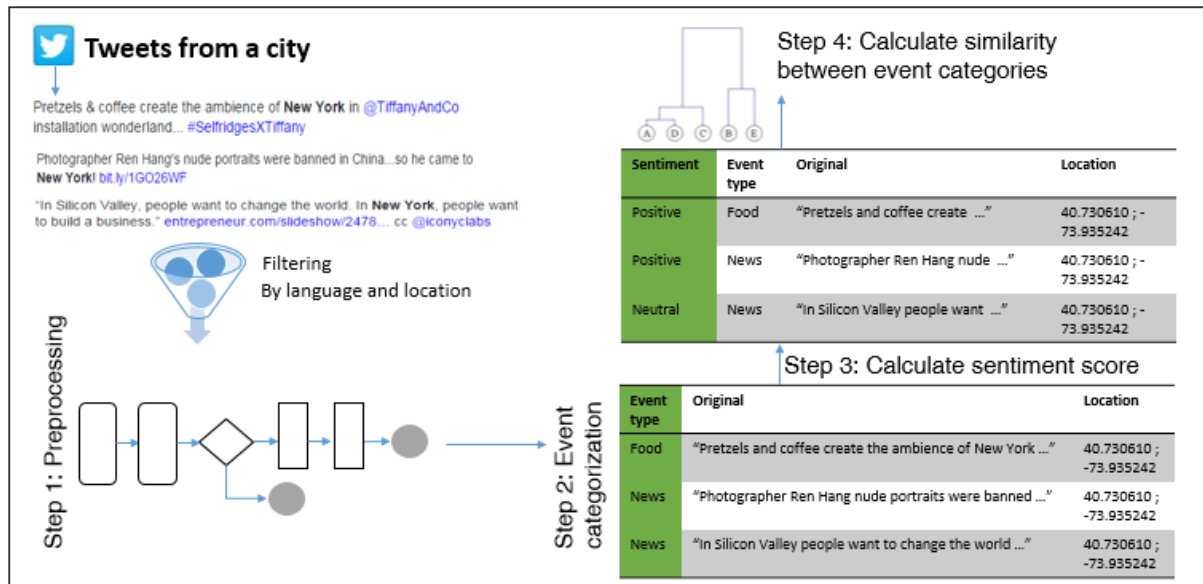 Tweets from a city
Pretzels & coffee create the ambience of New York in @TiffanyAndCo
installation wonderland... #SelfridgesXTiffany
Photographer Ren Hang's nude portraits were banned in China...so he came to
New York! bit.ly/1GO26WF
"In Silicon Valley, people want to change the world. In New York, people want
to build a business." entrepreneur.com/slideshow/2478... cc @iconyclabs
Filtering
By language and location
Step 1: Preprocessing
Step 2: Event
categorization
Event
type
Original
Location
Food
"Pretzels and coffee create the ambience of New York ..."
40.730610 ;
-73.935242
News
"Photographer Ren Hang nude portraits were banned ..."
40.730610 ;
-73.935242
News
"In Silicon Valley people want to change the world ..."
40.730610 ;
-73.935242
Step 3: Calculate sentiment score
Sentiment
Event
type
Original
Location
Positive
Food
"Pretzels and coffee create ..."
40.730610 ; -
73.935242
Positive
News
"Photographer Ren Hang nude ..."
40.730610 ; -
73.935242
Neutral
News
"In Silicon Valley people want ..."
40.730610 ; -
73.935242
A D C B E
Step 4: Calculate similarity
between event categories